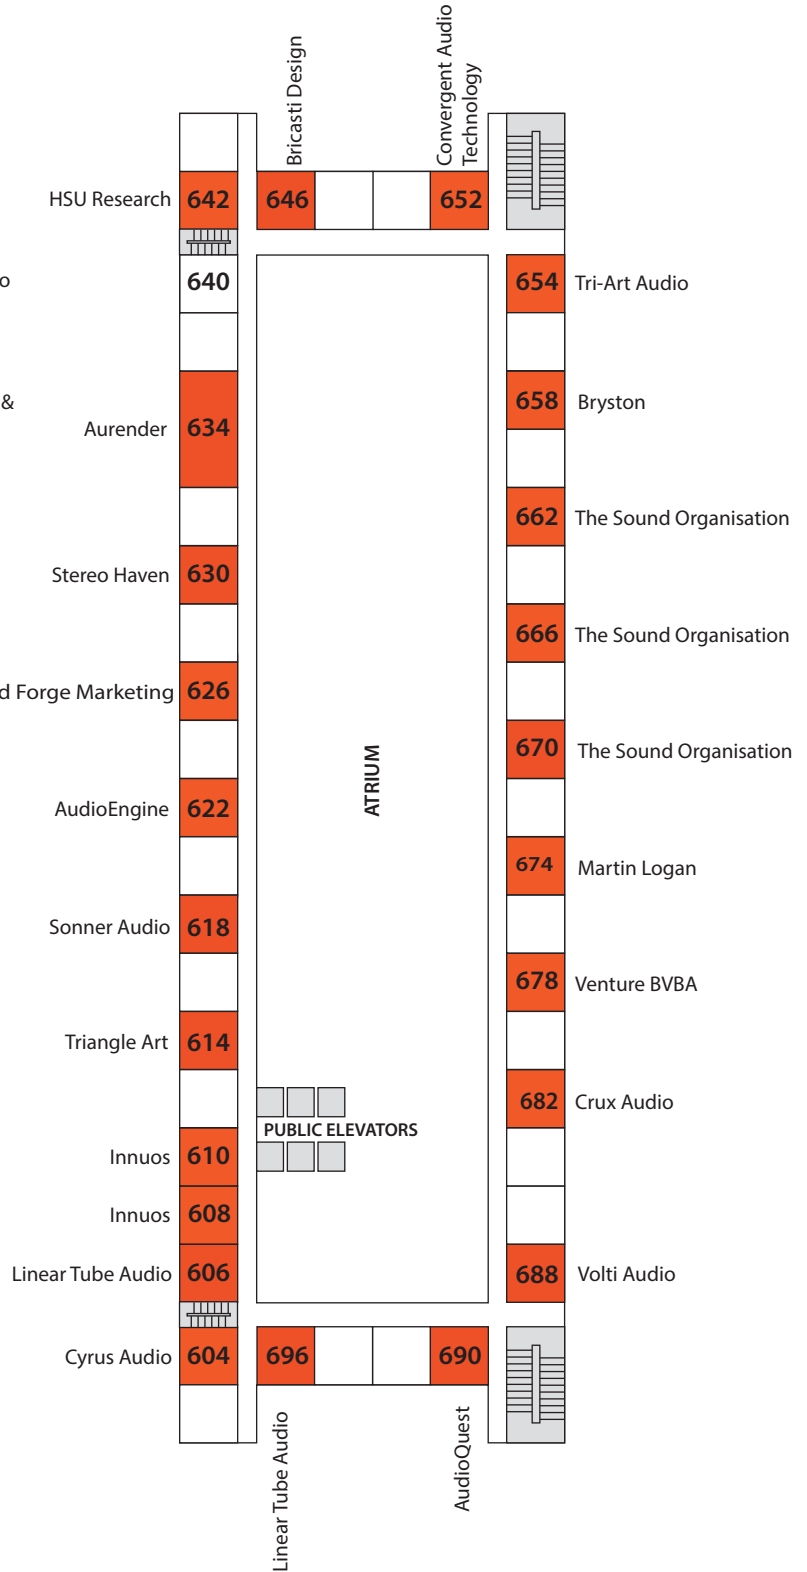 Bricasti Design
Convergent Audio
Technology
HSU Research
642
646
652
640
654
Tri-Art Audio
o
&
Aurender
634
658
Bryston
662
The Sound Organisation
Stereo Haven
630
666
The Sound Organisation
d Forge Marketing
626
670
The Sound Organisation
ATRIUM
AudioEngine
622
674
Martin Logan
Sonner Audio
618
678
Venture BVBA
Triangle Art
614
682
Crux Audio
PUBLIC ELEVATORS
Innuos
610
Innuos
608
Linear Tube Audio
606
688
Volti Audio
Cyrus Audio
604
696
690
Linear Tube Audio
AudioQuest